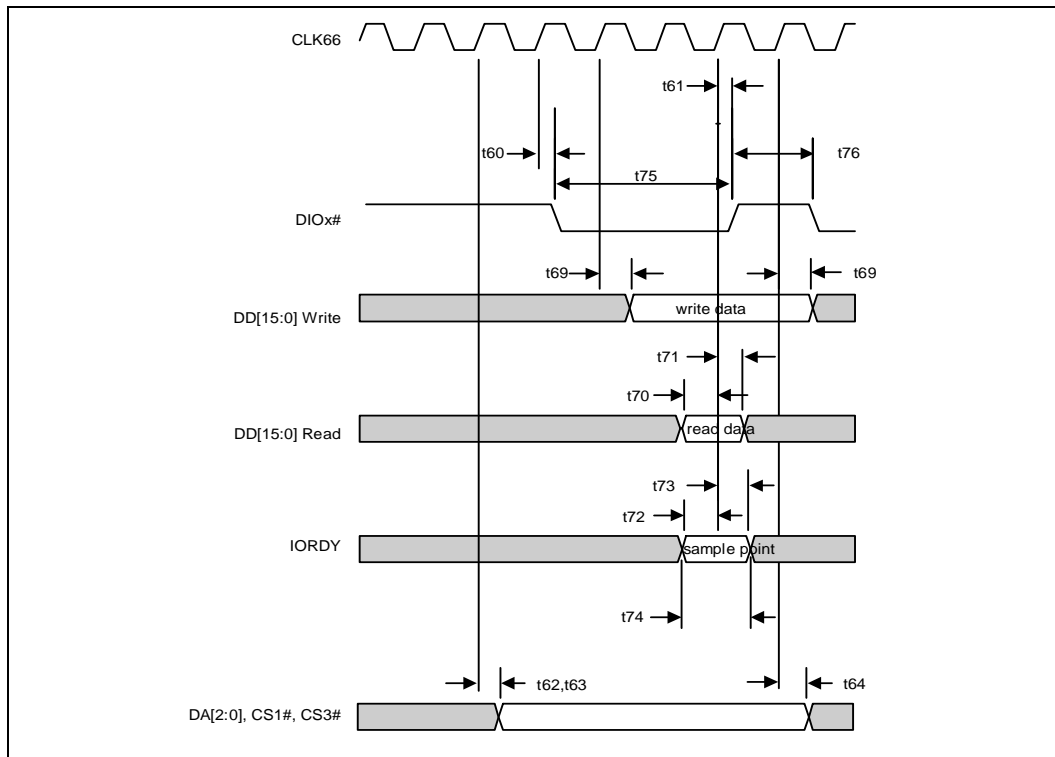 CLK66
t61
t60
t76
t75
DIOx#
t69
t69
DD[15:0] Write
write data
t71
t70
DD[15:0] Read
read data
t73
t72
IORDY
sample point
t74
t62,t63
t64
DA[2:0], CS1#, CS3#